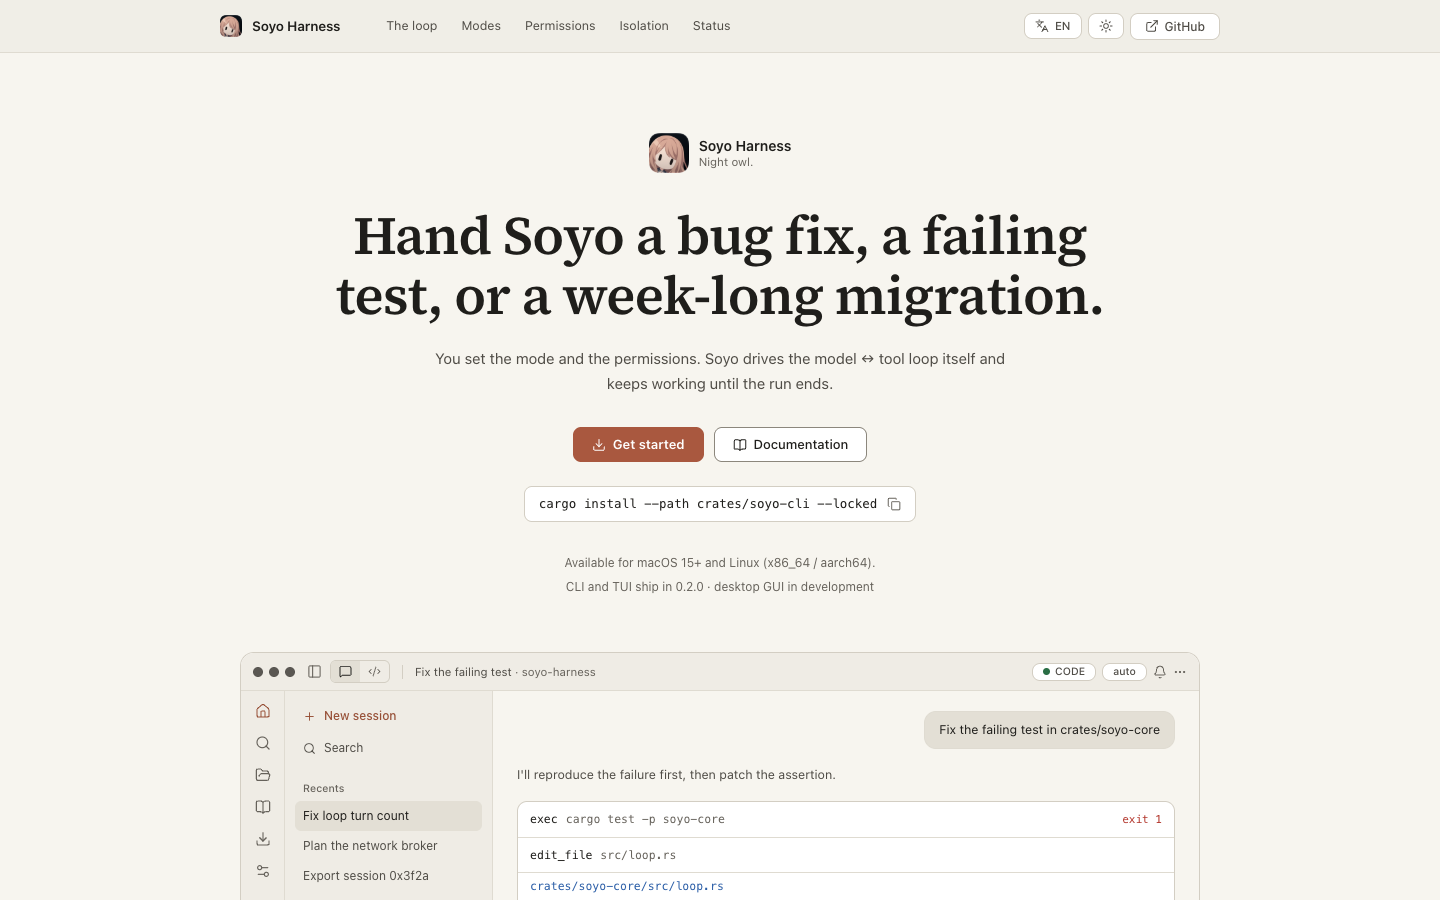 Soyo Harness
The loop
Modes
Permissions
Isolation
Status
EN
GitHub
Soyo Harness
Night owl.
Hand Soyo a bug fix, a failing
test, or a week-long migration.
You set the mode and the permissions. Soyo drives the model ↔ tool loop itself and
keeps working until the run ends.
Get started
Documentation
cargo install --path crates/soyo-cli --locked
Available for macOS 15+ and Linux (x86_64 / aarch64).
CLI and TUI ship in 0.2.0 · desktop GUI in development
Fix the failing test · soyo-harness
CODE
auto
New session
Search
Recents
Fix loop turn count
Plan the network broker
Export session 0x3f2a
Fix the failing test in crates/soyo-core
I'll reproduce the failure first, then patch the assertion.
exec cargo test -p soyo-core
exit 1
edit_file src/loop.rs
crates/soyo-core/src/loop.rs